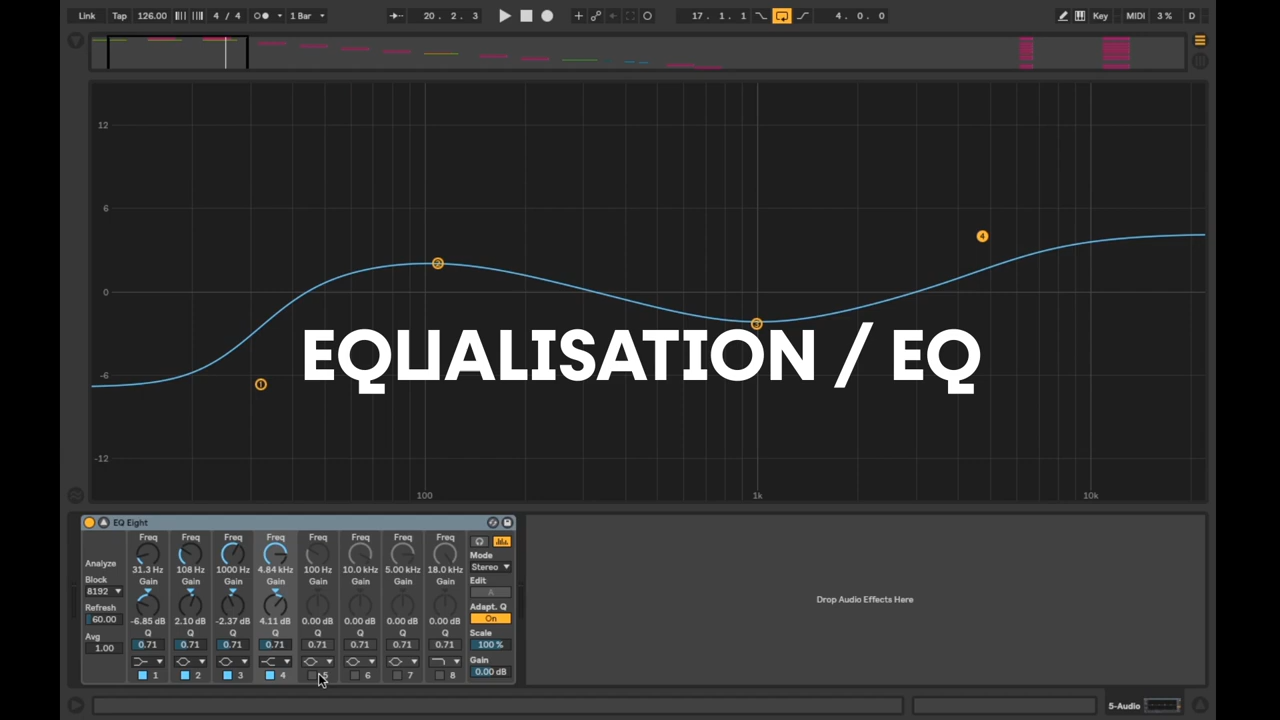 Link Tap 126.00 4 / 4 1 Bar 20 . 2 . 3 17 . 1 . 1 4 . 0 . 0 Key MIDI 3 % D
12
6
0
-6
-12
1
2
3
4
EQUALISATION / EQ
100 1k 10k
EQ Eight
Freq Freq Freq Freq Freq Freq Freq Freq
31.3 Hz 108 Hz 1000 Hz 4.84 kHz 100 Hz 10.0 kHz 5.00 kHz 18.0 kHz
Gain Gain Gain Gain Gain Gain Gain Gain
-6.85 dB 2.10 dB -2.37 dB 4.11 dB 0.00 dB 0.00 dB 0.00 dB 0.00 dB
Q Q Q Q Q Q Q Q
0.71 0.71 0.71 0.71 0.71 0.71 0.71 0.71
1 2 3 4 5 6 7 8
Analyze
Block
8192
Refresh
60.00
Avg
1.00
Mode
Stereo
Edit
A
Adapt. Q
On
Scale
100 %
Gain
0.00 dB
Drop Audio Effects Here
5-Audio